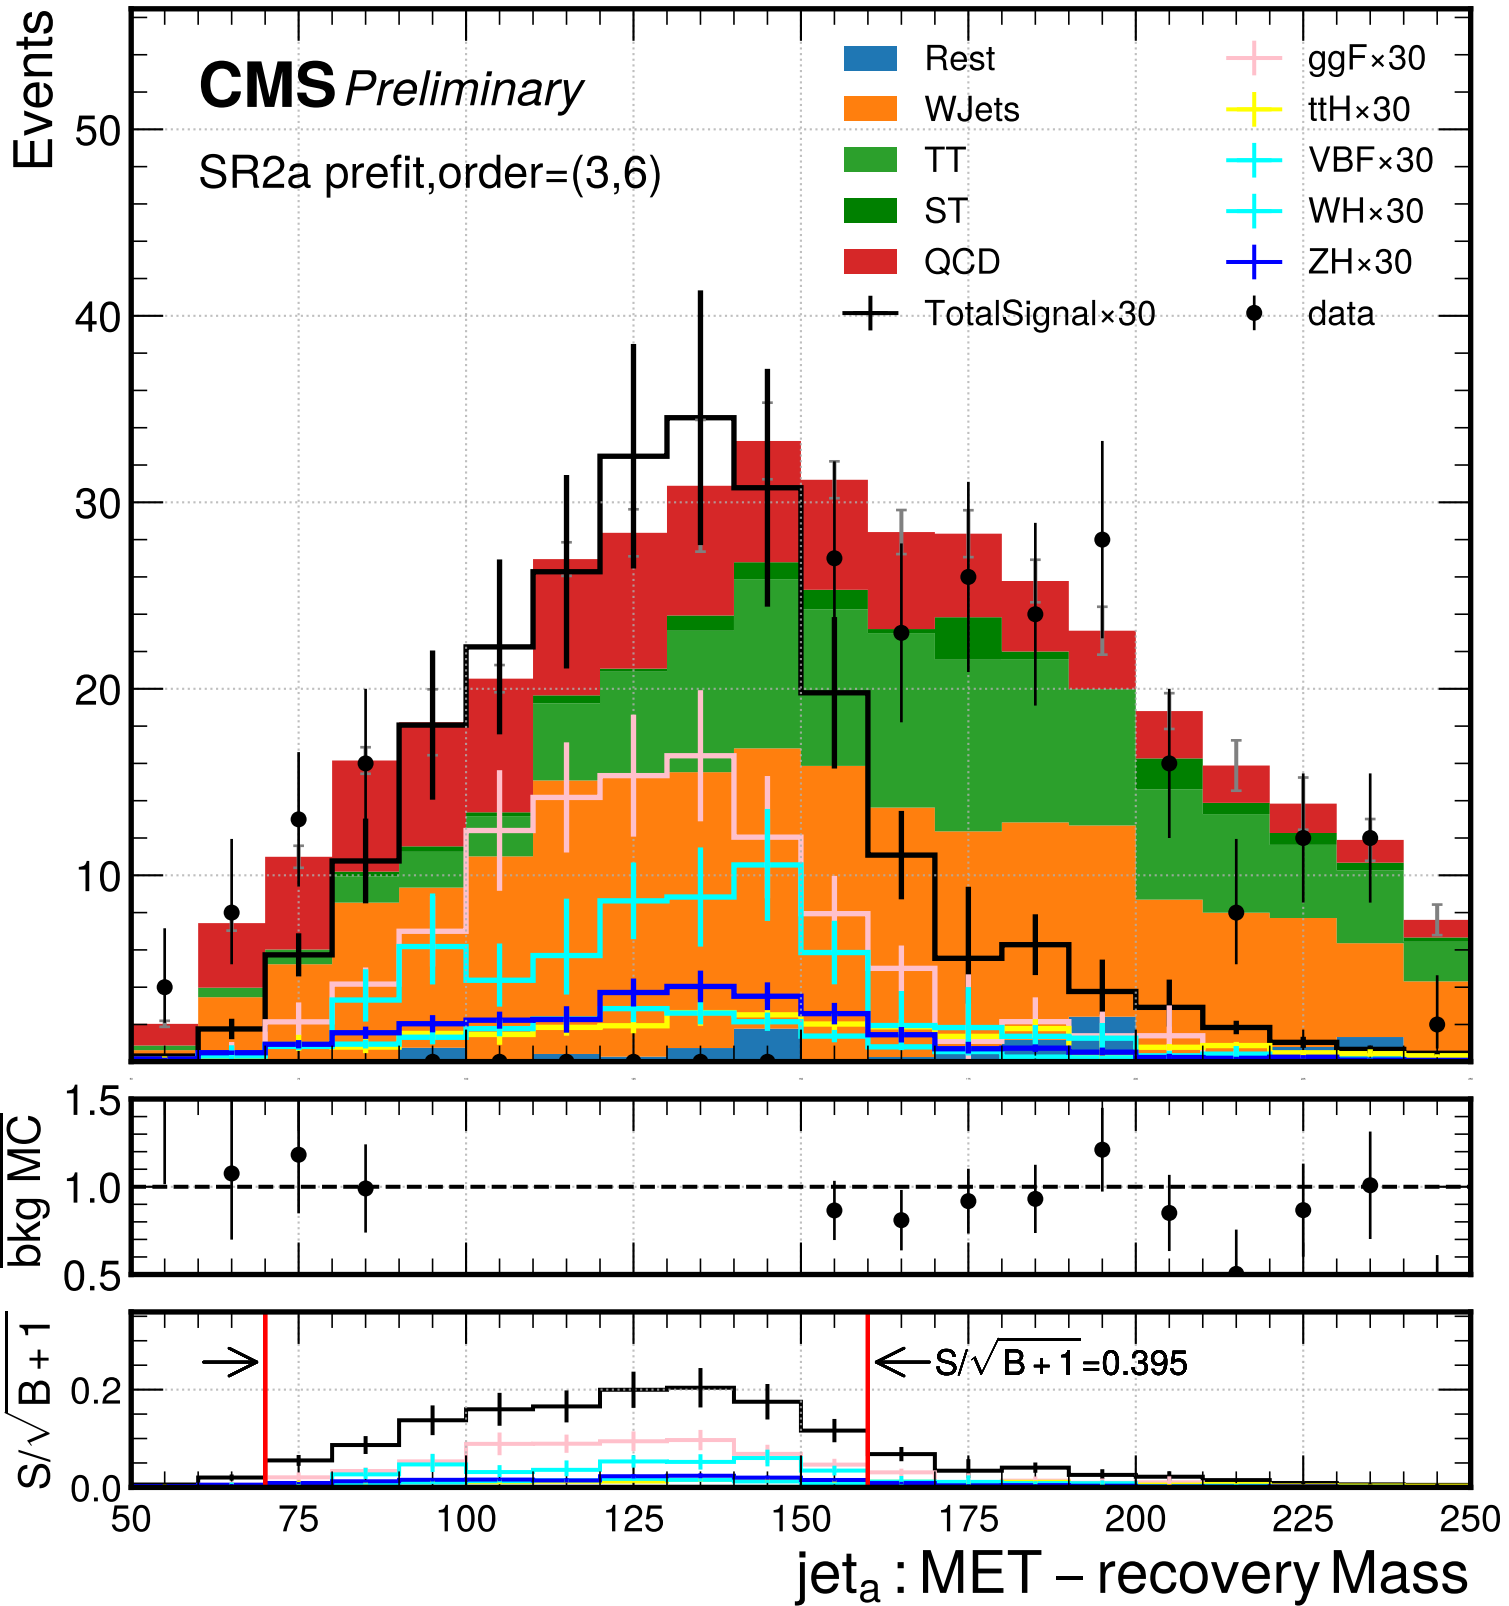 Events
CMS Preliminary
SR2a prefit,order=(3,6)
Rest
WJets
TT
ST
QCD
TotalSignal×30
ggF×30
ttH×30
VBF×30
WH×30
ZH×30
data
50
40
30
20
10
bkg MC
1.5
1.0
0.5
S/√B + 1
0.2
0.0
S/√B + 1=0.395
50 75 100 125 150 175 200 225 250
jeta : MET – recovery Mass